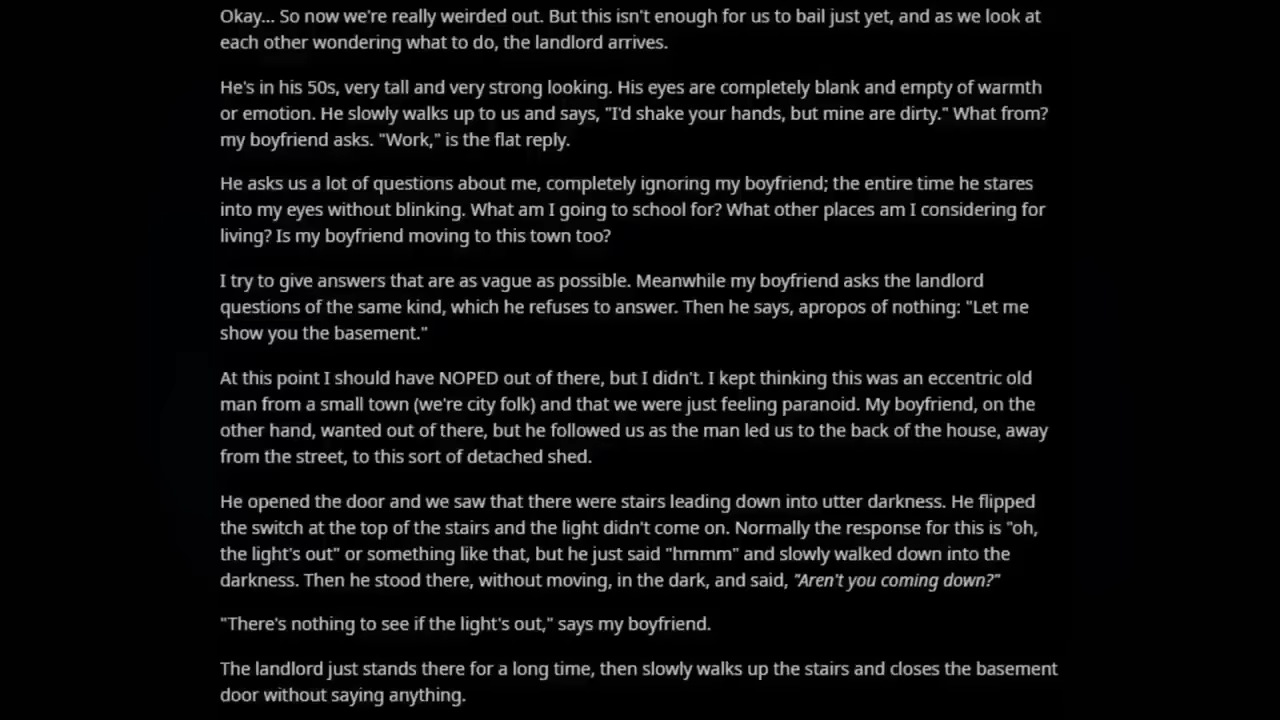 Okay... So now we're really weirded out. But this isn't enough for us to bail just yet, and as we look at
each other wondering what to do, the landlord arrives.
He's in his 50s, very tall and very strong looking. His eyes are completely blank and empty of warmth
or emotion. He slowly walks up to us and says, "I'd shake your hands, but mine are dirty." What from?
my boyfriend asks. "Work," is the flat reply.
He asks us a lot of questions about me, completely ignoring my boyfriend; the entire time he stares
into my eyes without blinking. What am I going to school for? What other places am I considering for
living? Is my boyfriend moving to this town too?
I try to give answers that are as vague as possible. Meanwhile my boyfriend asks the landlord
questions of the same kind, which he refuses to answer. Then he says, apropos of nothing: "Let me
show you the basement."
At this point I should have NOPED out of there, but I didn't. I kept thinking this was an eccentric old
man from a small town (we're city folk) and that we were just feeling paranoid. My boyfriend, on the
other hand, wanted out of there, but he followed us as the man led us to the back of the house, away
from the street, to this sort of detached shed.
He opened the door and we saw that there were stairs leading down into utter darkness. He flipped
the switch at the top of the stairs and the light didn't come on. Normally the response for this is "oh,
the light's out" or something like that, but he just said "hmmm" and slowly walked down into the
darkness. Then he stood there, without moving, in the dark, and said, "Aren't you coming down?"
"There's nothing to see if the light's out," says my boyfriend.
The landlord just stands there for a long time, then slowly walks up the stairs and closes the basement
door without saying anything.